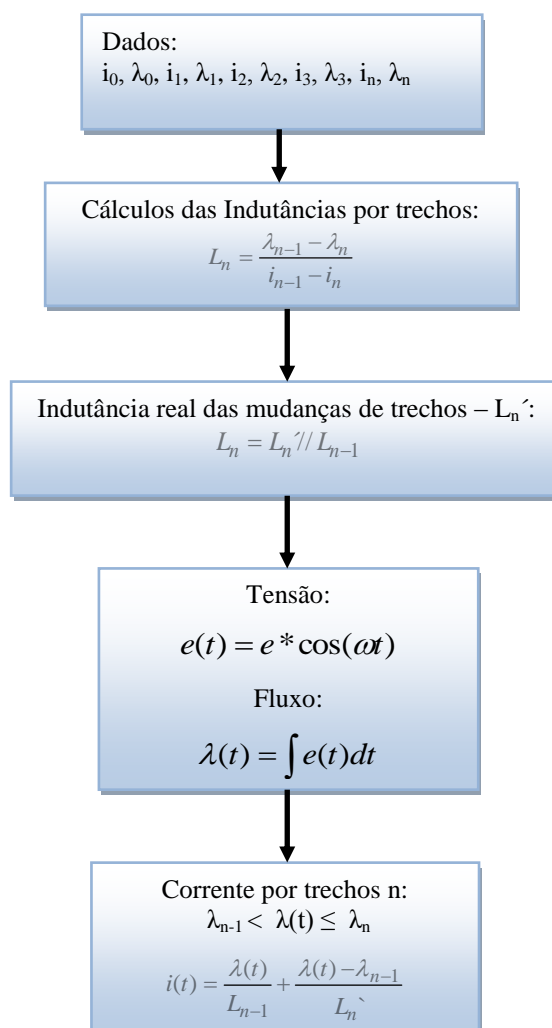 Dados:
i₀, λ₀, i₁, λ₁, i₂, λ₂, i₃, λ₃, iₙ, λₙ
Cálculos das Indutâncias por trechos:
Lₙ = (λₙ₋₁ − λₙ) / (iₙ₋₁ − iₙ)
Indutância real das mudanças de trechos – Lₙ´:
Lₙ = Lₙ´// Lₙ₋₁
Tensão:
e(t) = e * cos(ωt)
Fluxo:
λ(t) = ∫ e(t)dt
Corrente por trechos n:
λₙ₋₁ < λ(t) ≤ λₙ
i(t) = λ(t) / Lₙ₋₁ + (λ(t) − λₙ₋₁) / Lₙ`